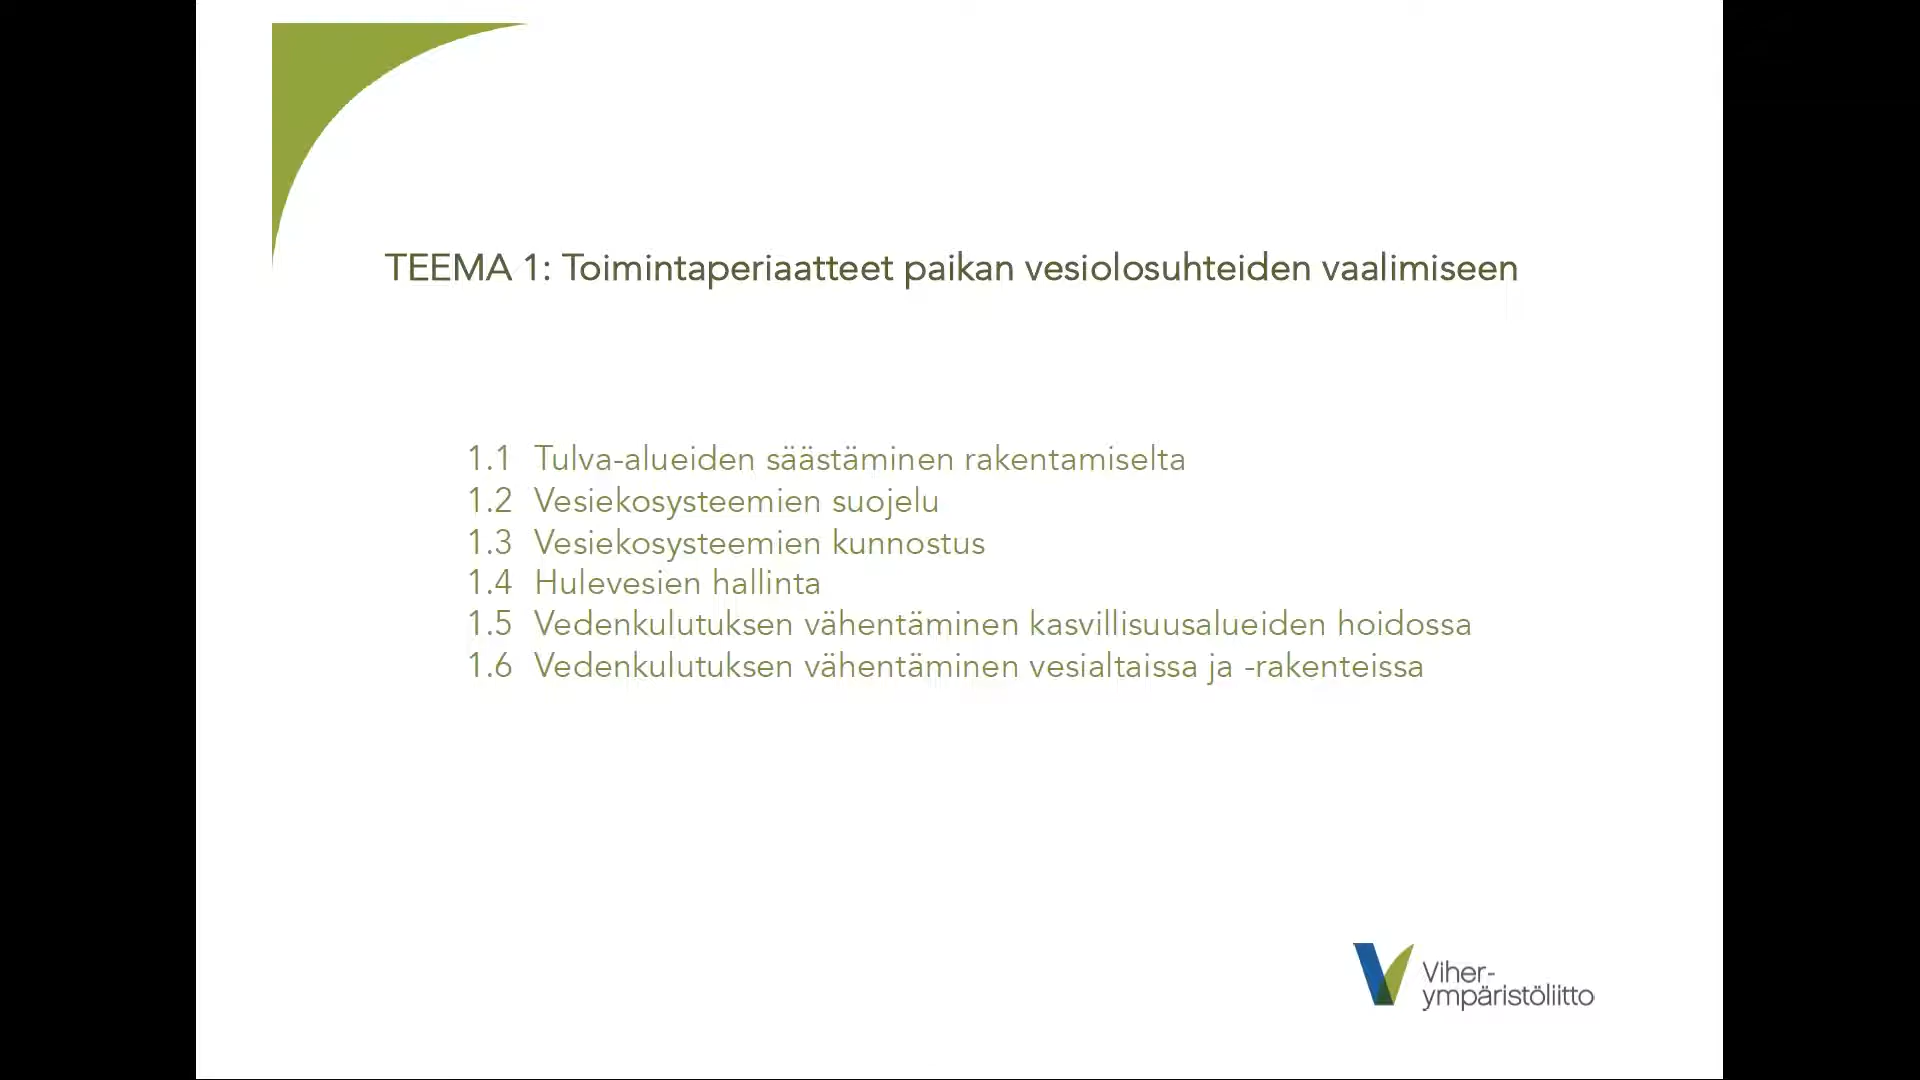 TEEMA 1: Toimintaperiaatteet paikan vesiolosuhteiden vaalimiseen
1.1 Tulva-alueiden säästäminen rakentamiselta
1.2 Vesiekosysteemien suojelu
1.3 Vesiekosysteemien kunnostus
1.4 Hulevesien hallinta
1.5 Vedenkulutuksen vähentäminen kasvillisuusalueiden hoidossa
1.6 Vedenkulutuksen vähentäminen vesialtaissa ja -rakenteissa
Viher-
ympäristöliitto